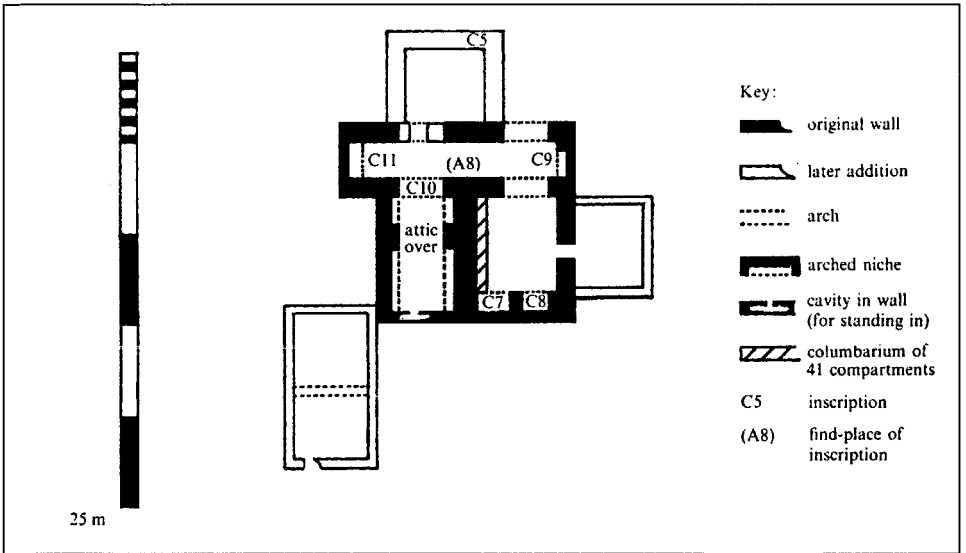 C5
C11
(A8)
C9
C10
attic
over
C7
C8
25 m
Key:
original wall
later addition
arch
arched niche
cavity in wall
(for standing in)
columbarium of
41 compartments
C5 inscription
(A8) find-place of
inscription